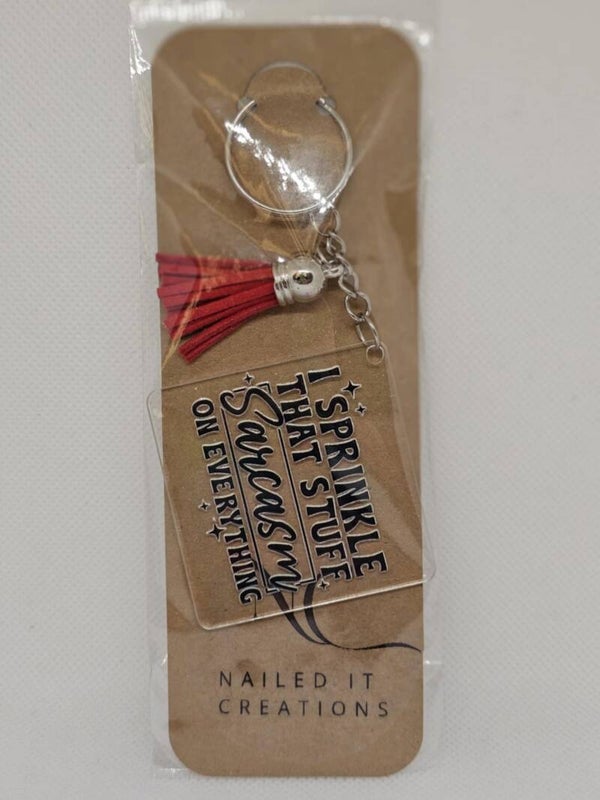 I SPRINKLE
THAT STUFF
Sarcasm
ON EVERYTHING
NAILED IT
CREATIONS